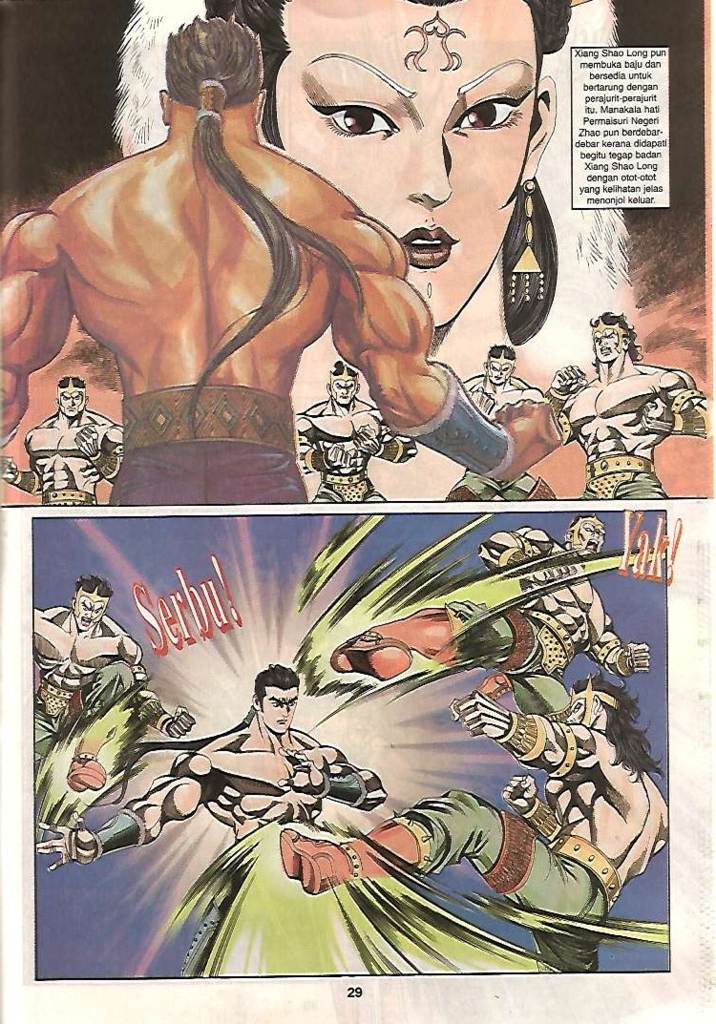 Xiang Shao Long pun
membuka baju dan
bersedia untuk
bertarung dengan
perajurit-perajurit
itu. Manakala hati
Permaisuri Negeri
Zhao pun berdebar-
debar kerana didapati
begitu tegap badan
Xiang Shao Long
dengan otot-otot
yang kelihatan jelas
menonjol keluar.
Yak!
Serbu!
29